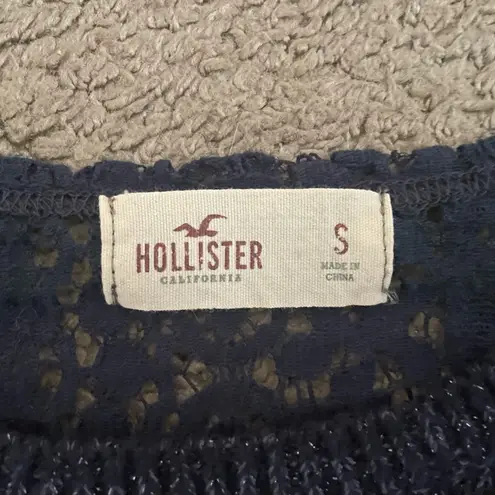 HOLLISTER
CALIFORNIA
S
MADE IN
CHINA